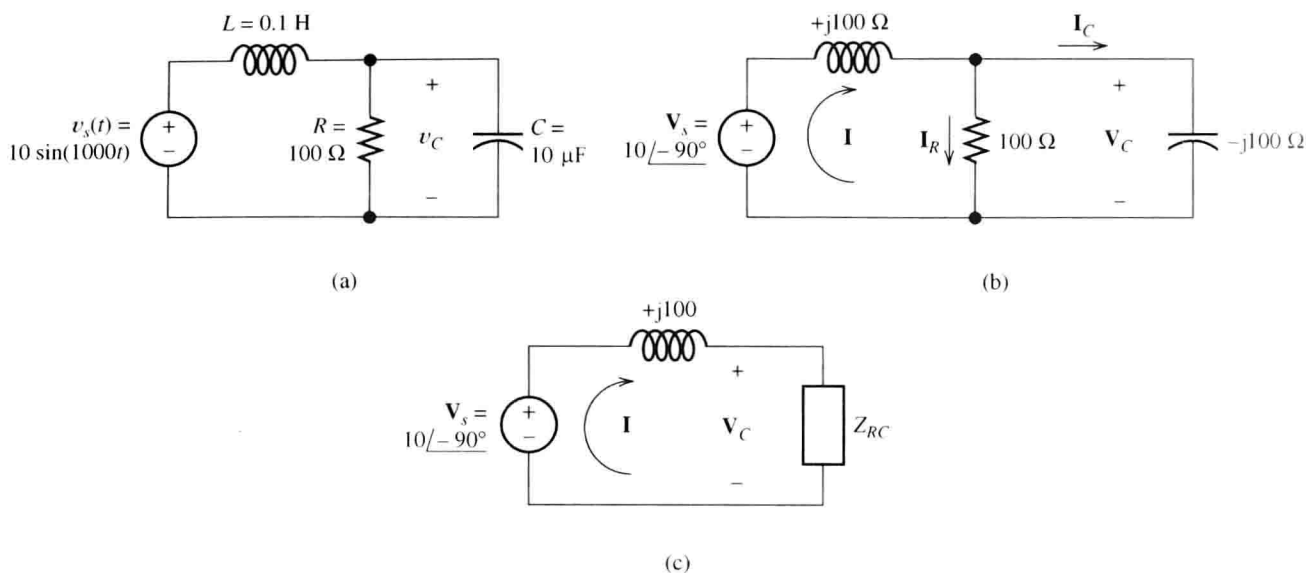 L = 0.1 H
+
v_s(t) =
10 sin(1000t)
+
−
R =
100 Ω
v_C
C =
10 μF
−
(a)
+j100 Ω
I_C
+
V_s =
10∠−90°
+
−
I
I_R
100 Ω
V_C
−j100 Ω
−
(b)
+j100
+
V_s =
10∠−90°
+
−
I
V_C
Z_RC
−
(c)